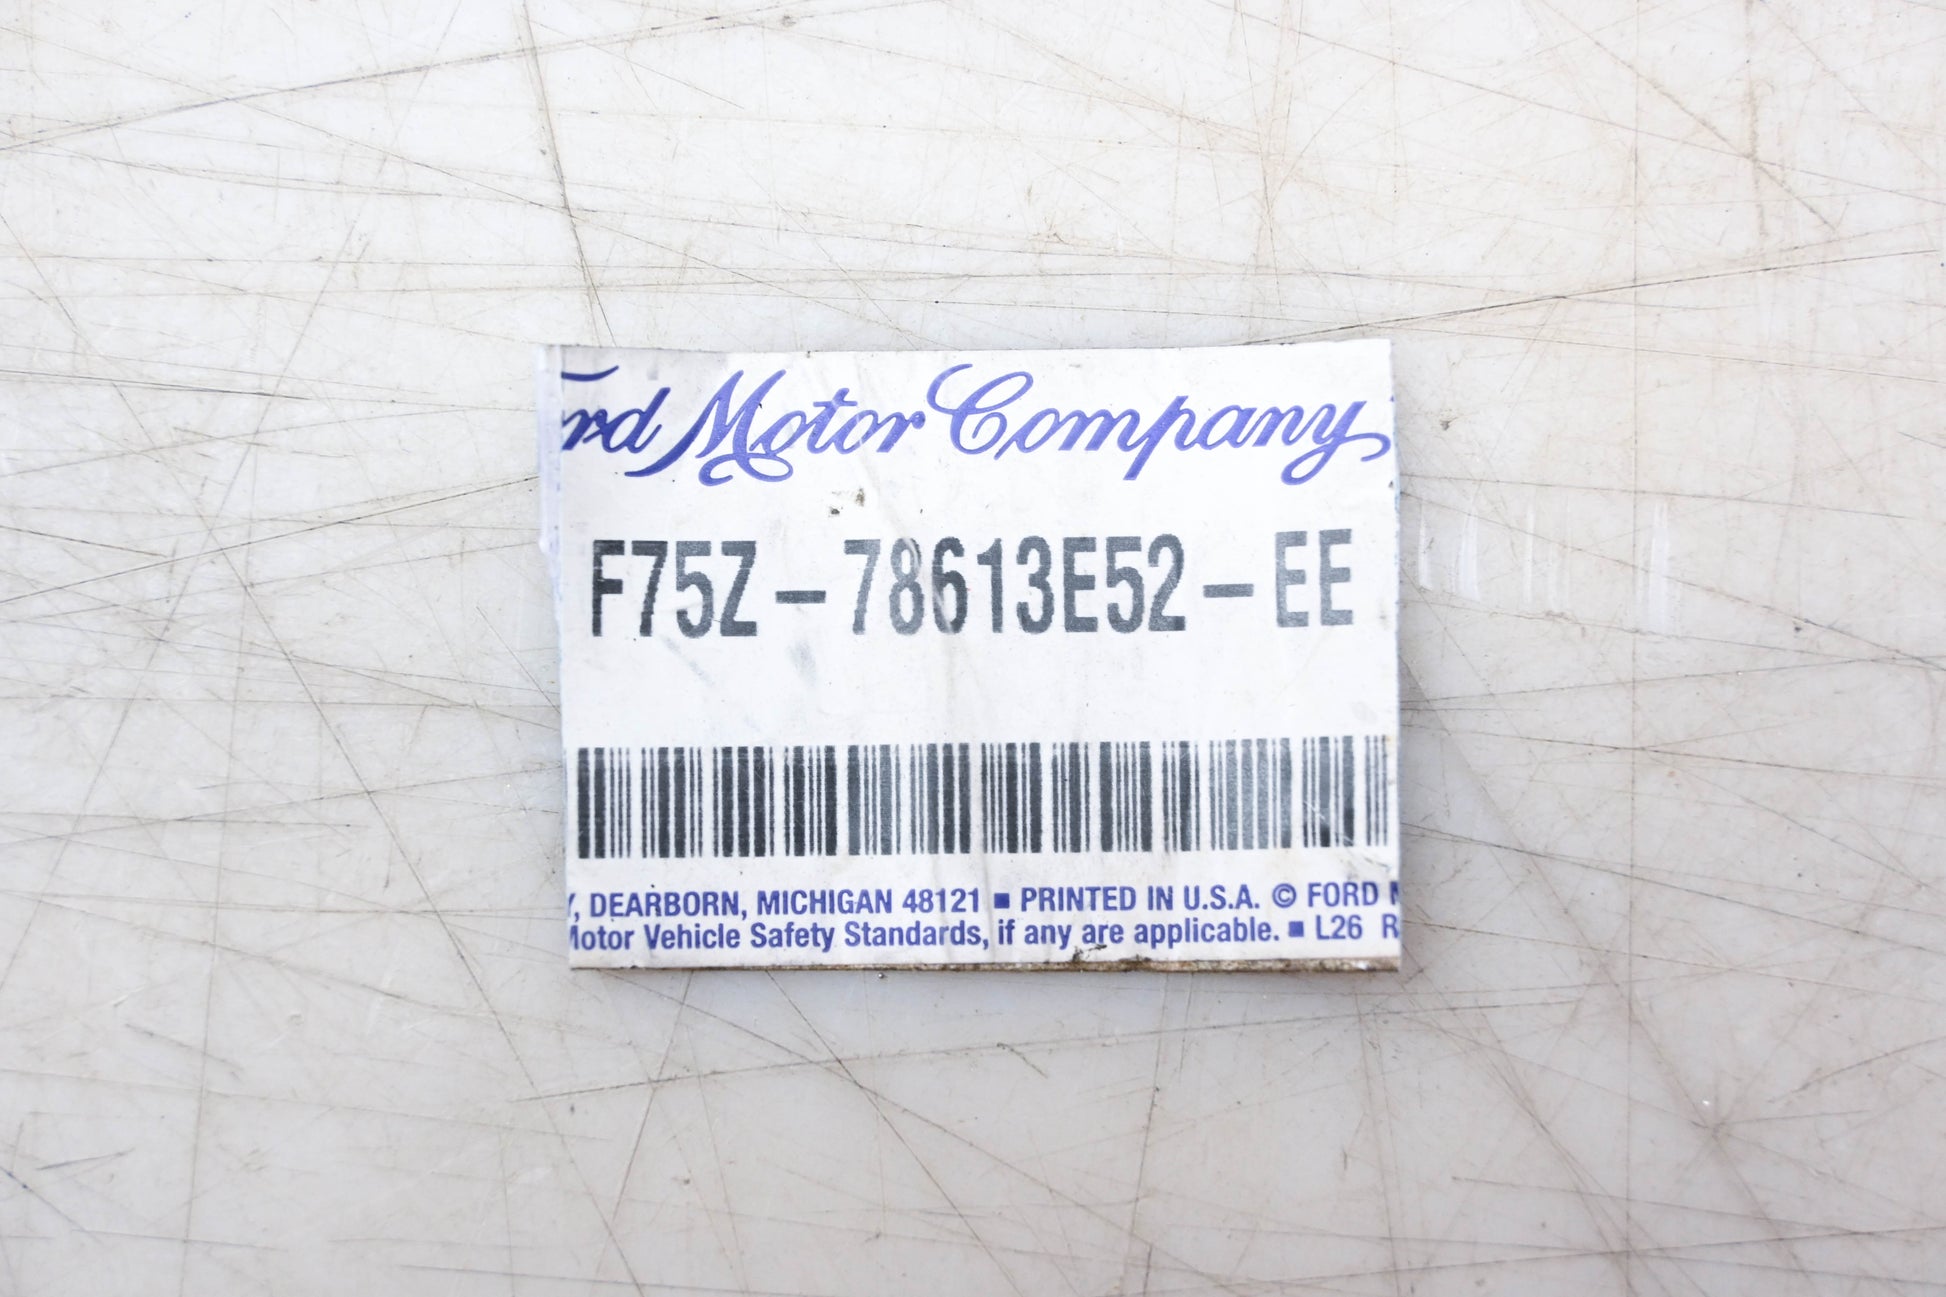 Ford Motor Company
F75Z-78613E52-EE
, DEARBORN, MICHIGAN 48121 ■ PRINTED IN U.S.A. © FORD
Motor Vehicle Safety Standards, if any are applicable. ■ L26 R